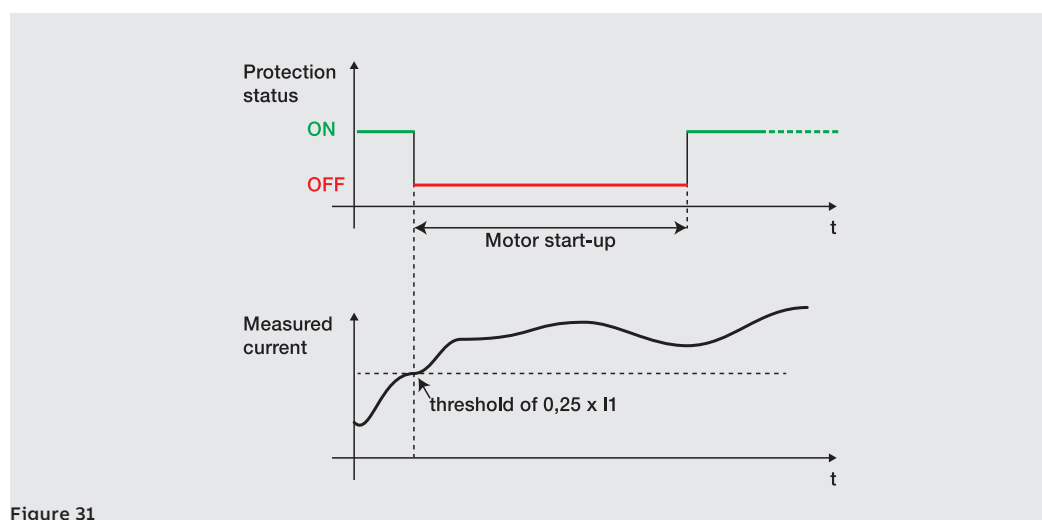 Protection
status
ON
OFF
t
Motor start-up
Measured
current
threshold of 0,25 x I1
t
Figure 31